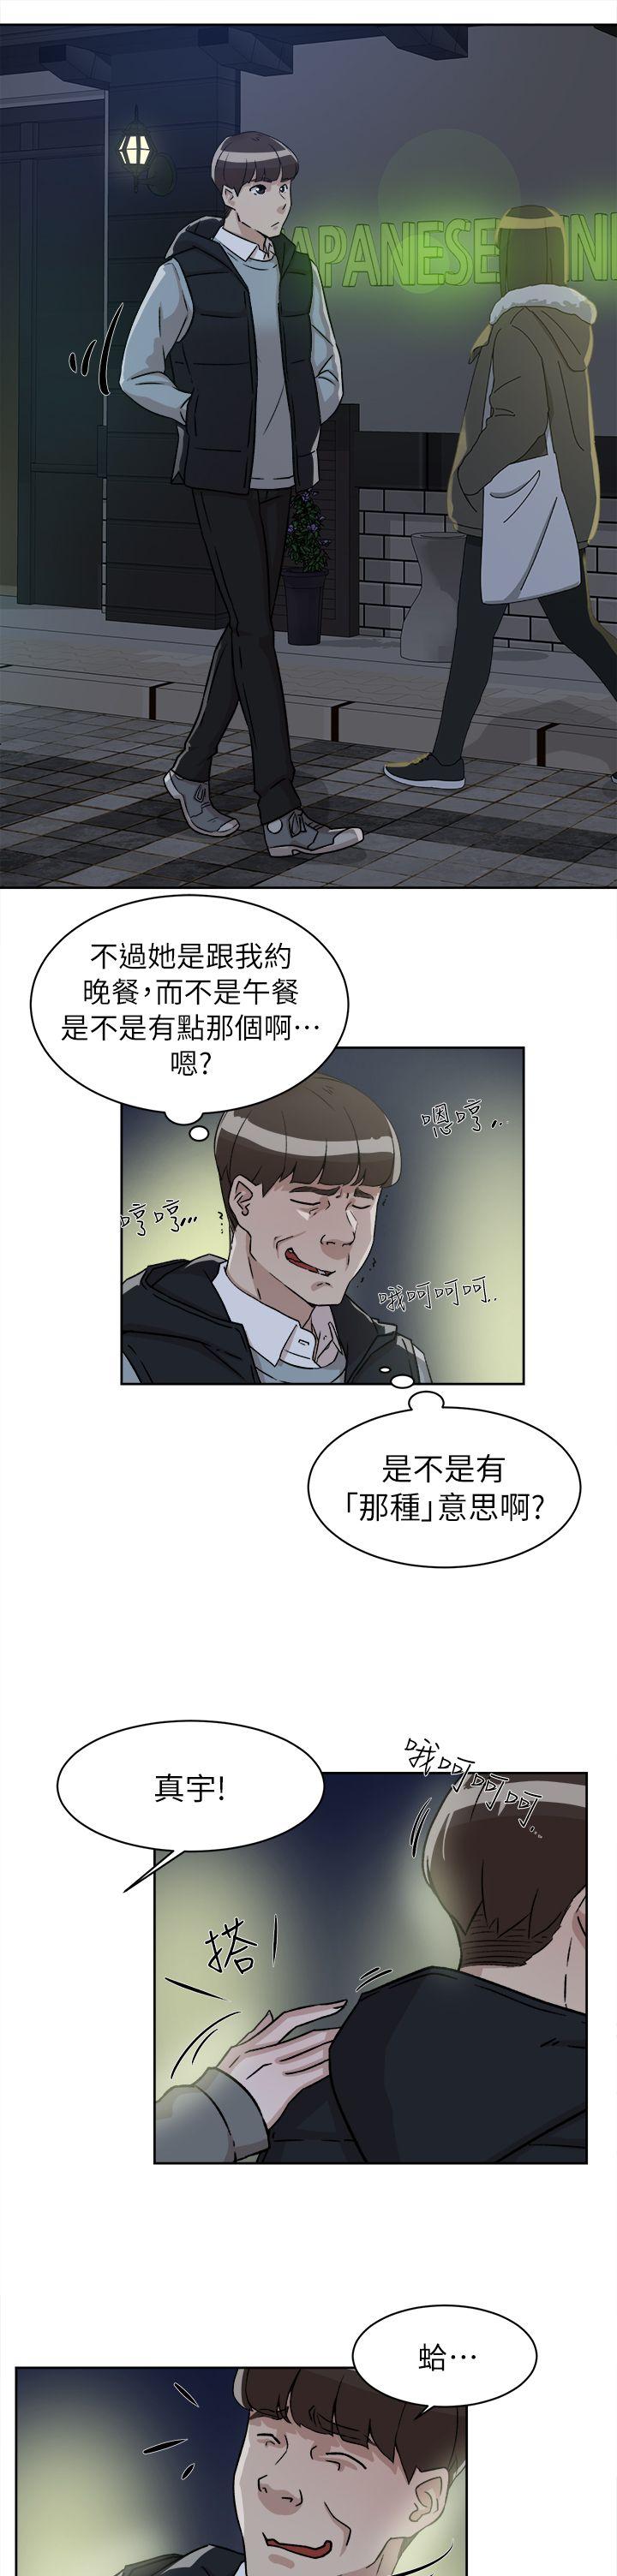 APANESE
不過她是跟我約
晚餐，而不是午餐
是不是有點那個啊…
嗯?
嗯哼...
哼哼...
哦呵呵呵..
是不是有
「那種」意思啊?
真宇!
哦呵呵呵...
搭
蛤…